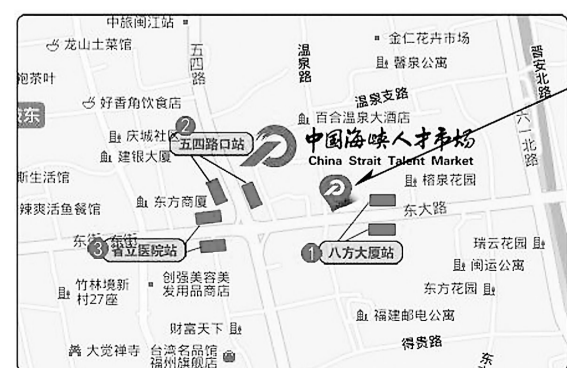 中旅闽江站
龙山土菜馆
五四路
温泉路
金仁花卉市场
馨泉公寓
晋安北路
好香角饮食店
温泉支路
百合温泉大酒店
六一北路
庆城社区
建银大厦
② 五四路口站
中国海峡人才市场
China Strait Talent Market
榕泉花园
斯生活馆
辣爽活鱼餐馆
东方商厦
东大路
东街
东街
③ 省立医院站
① 八方大厦站
瑞云花园
闽运公寓
东方花园
竹林境新
村27座
创强美容美
发用品商店
财富天下
福建邮电公寓
得贵路
大觉禅寺
台湾名品馆
福州旗舰店